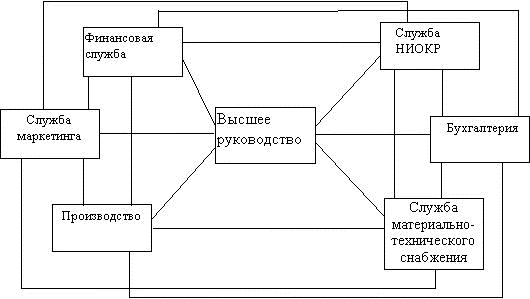 Финансовая
служба
Служба
НИОКР
Служба
маркетинга
Высшее
руководство
Бухгалтерия
Производство
Служба
материально-
технического
снабжения